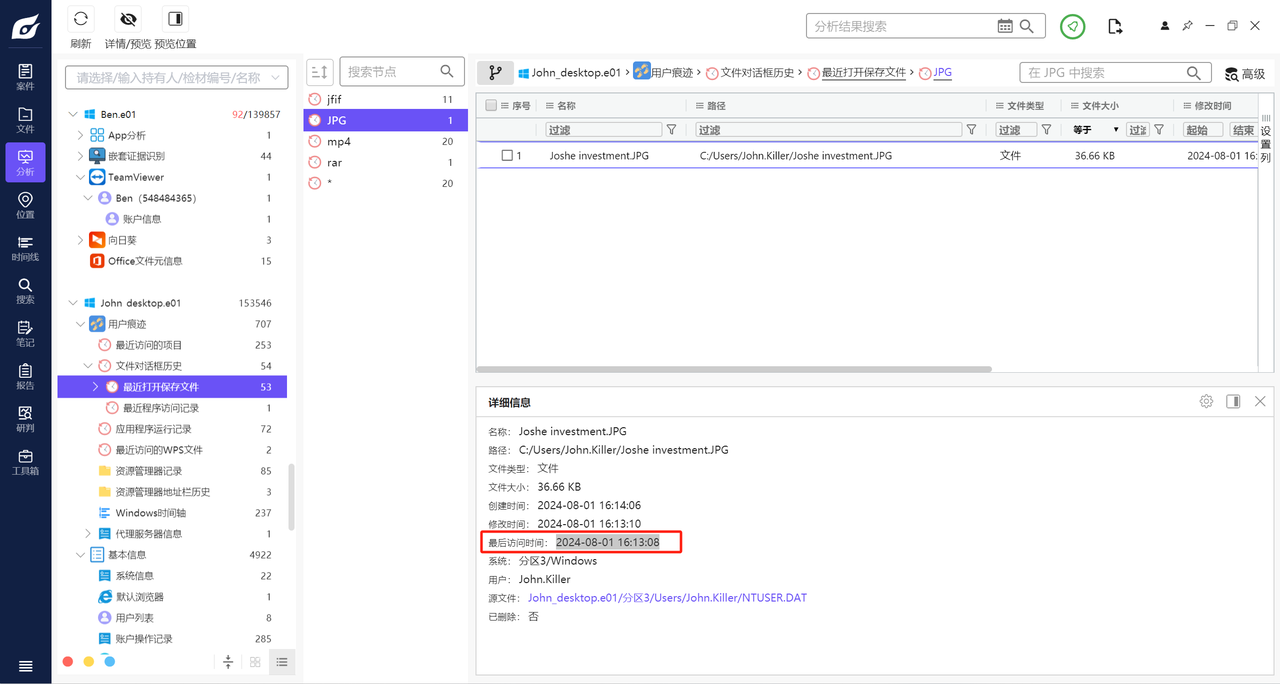 刷新
详情/预览
预览位置
分析结果搜索
案件
文件
分析
位置
时间线
搜索
笔记
报告
研判
工具箱
请选择/输入持有人/检材编号/名称
Ben.e01 92/139857
App分析 1
嵌套证据识别 44
TeamViewer 1
Ben（548484365） 1
账户信息 1
向日葵 3
Office文件元信息 15
John_desktop.e01 153546
用户痕迹 707
最近访问的项目 253
文件对话框历史 54
最近打开保存文件 53
最近程序访问记录 1
应用程序运行记录 72
最近访问的WPS文件 2
资源管理器记录 85
资源管理器地址栏历史 3
Windows时间轴 237
代理服务器信息 1
基本信息 4922
系统信息 22
默认浏览器 1
用户列表 8
账户操作记录 285
搜索节点
jfif 11
JPG 1
mp4 20
rar 1
* 20
John_desktop.e01 › 用户痕迹 › 文件对话框历史 › 最近打开保存文件 › JPG
在 JPG 中搜索
高级
序号 名称 路径 文件类型 文件大小 修改时间
过滤 过滤 过滤 等于 过滤 起始 结束
1 Joshe investment.JPG C:/Users/John.Killer/Joshe investment.JPG 文件 36.66 KB 2024-08-01 16:
设置列
详细信息
名称： Joshe investment.JPG
路径： C:/Users/John.Killer/Joshe investment.JPG
文件类型： 文件
文件大小： 36.66 KB
创建时间： 2024-08-01 16:14:06
修改时间： 2024-08-01 16:13:10
最后访问时间： 2024-08-01 16:13:08
系统： 分区3/Windows
用户： John.Killer
源文件： John_desktop.e01/分区3/Users/John.Killer/NTUSER.DAT
已删除： 否